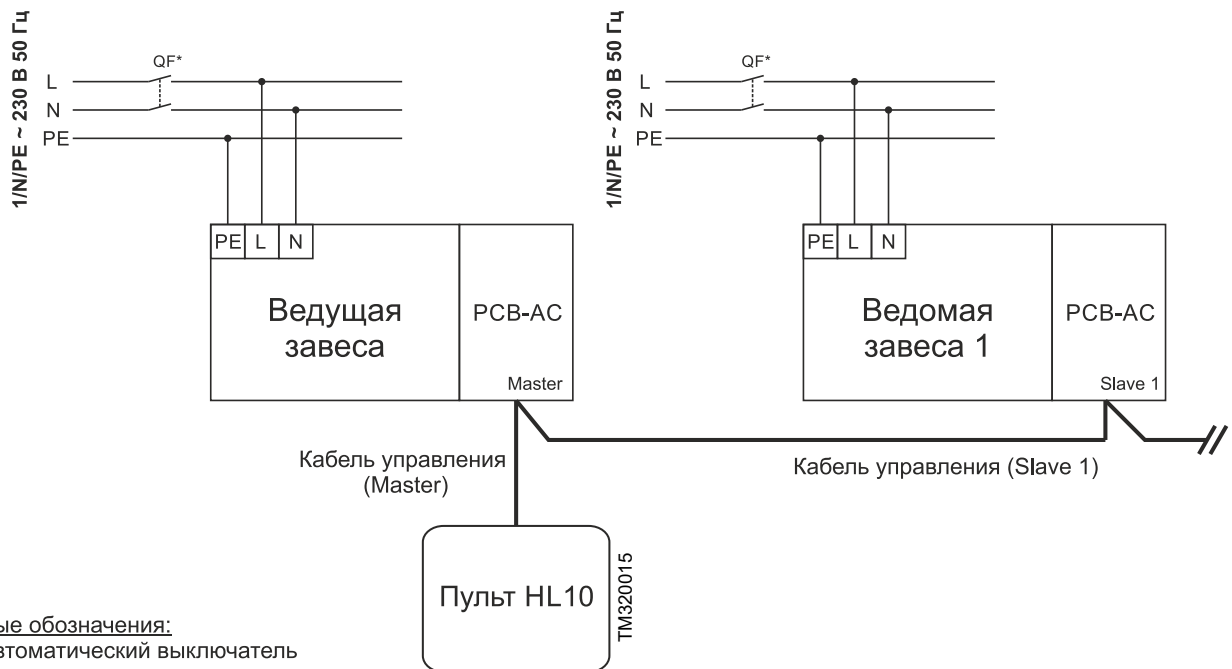 1/N/PE ~ 230 В 50 Гц
L
N
PE
QF*
PE L N
Ведущая
завеса
PCB-AC
Master
1/N/PE ~ 230 В 50 Гц
L
N
PE
QF*
PE L N
Ведомая
завеса 1
PCB-AC
Slave 1
Кабель управления
(Master)
Кабель управления (Slave 1)
Пульт HL10
TM320015
обозначения:
выключатель